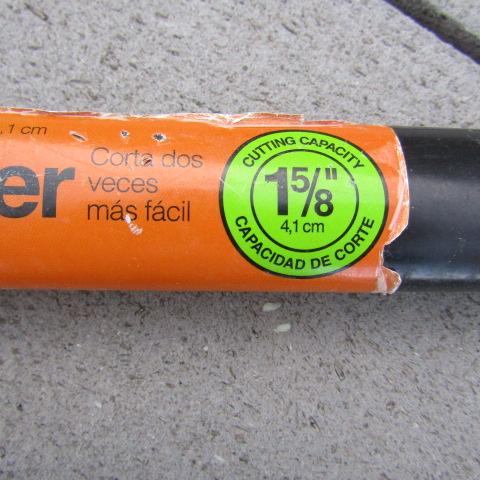 ,1 cm
er
Corta dos
veces
más fácil
CUTTING CAPACITY
1 5/8"
4,1 cm
CAPACIDAD DE CORTE